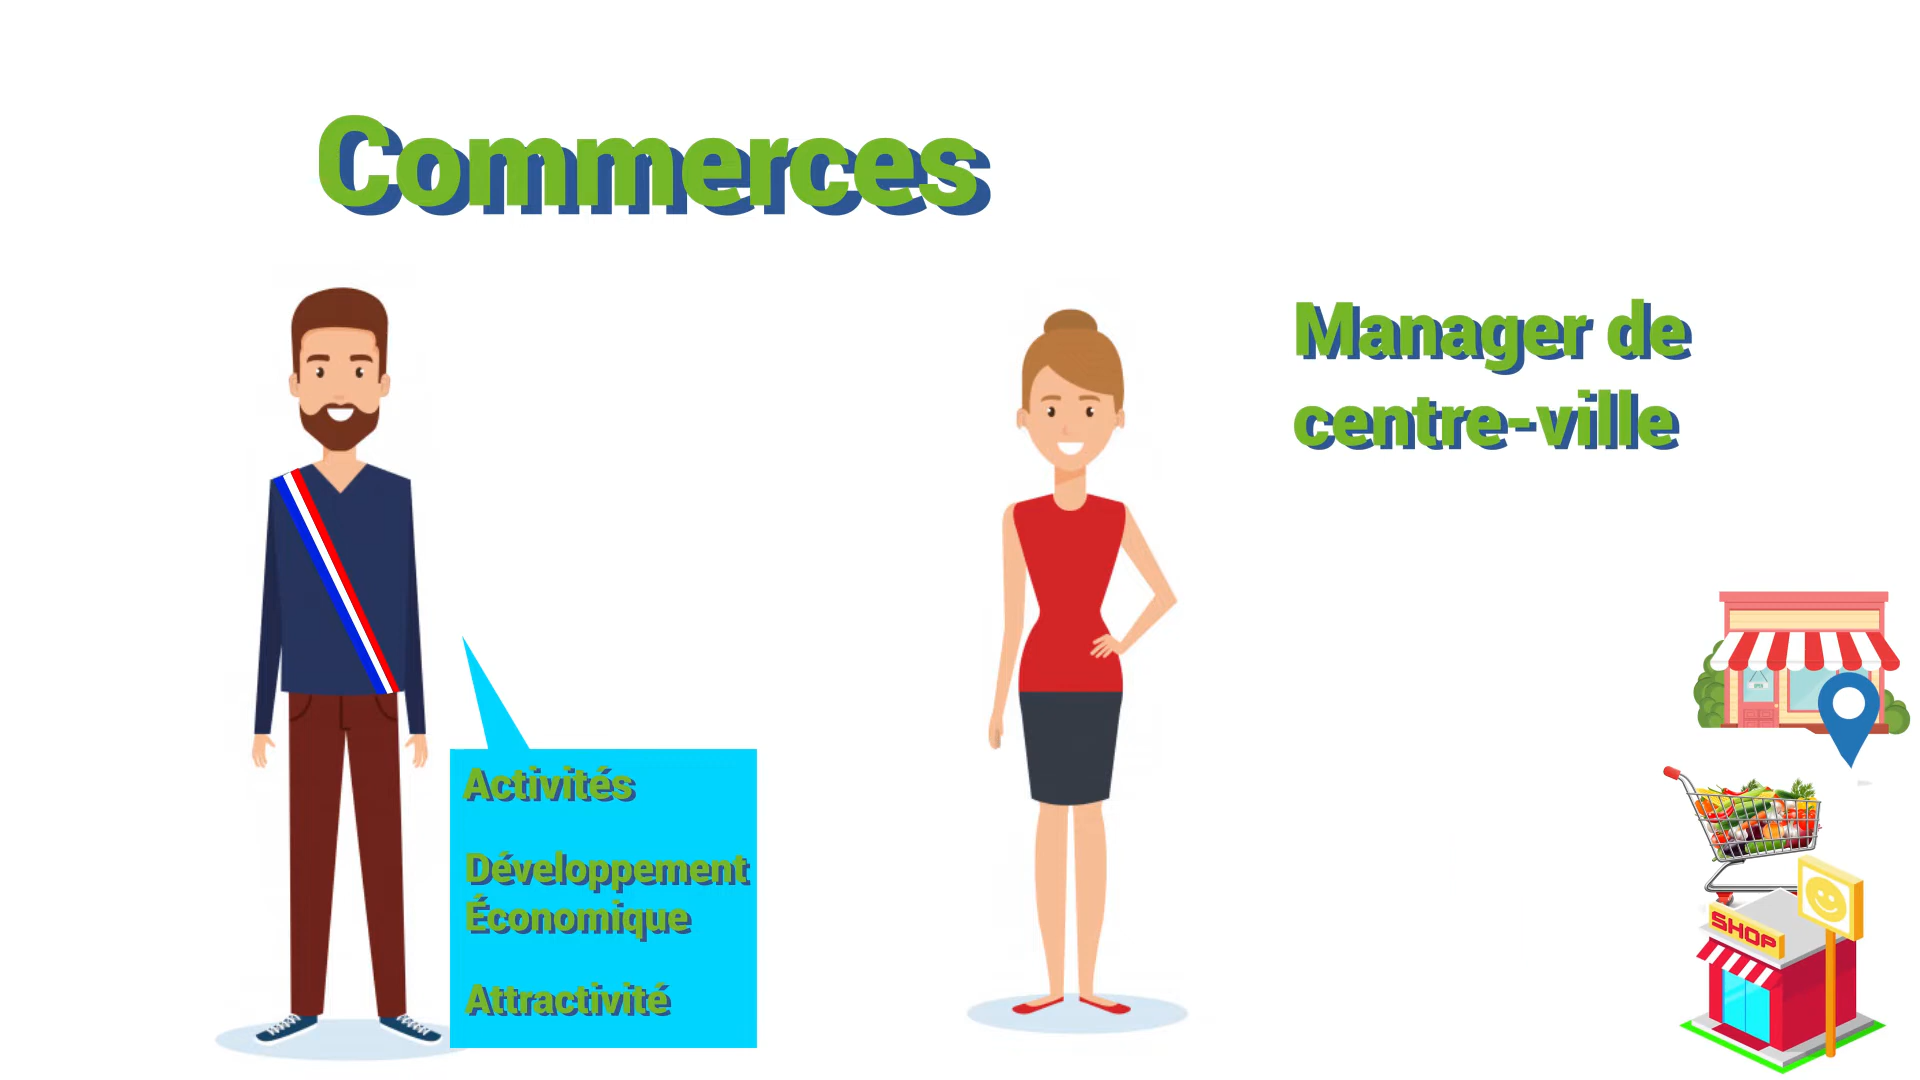 Commerces
Manager de
centre-ville
Activités
Développement
Économique
Attractivité
SHOP